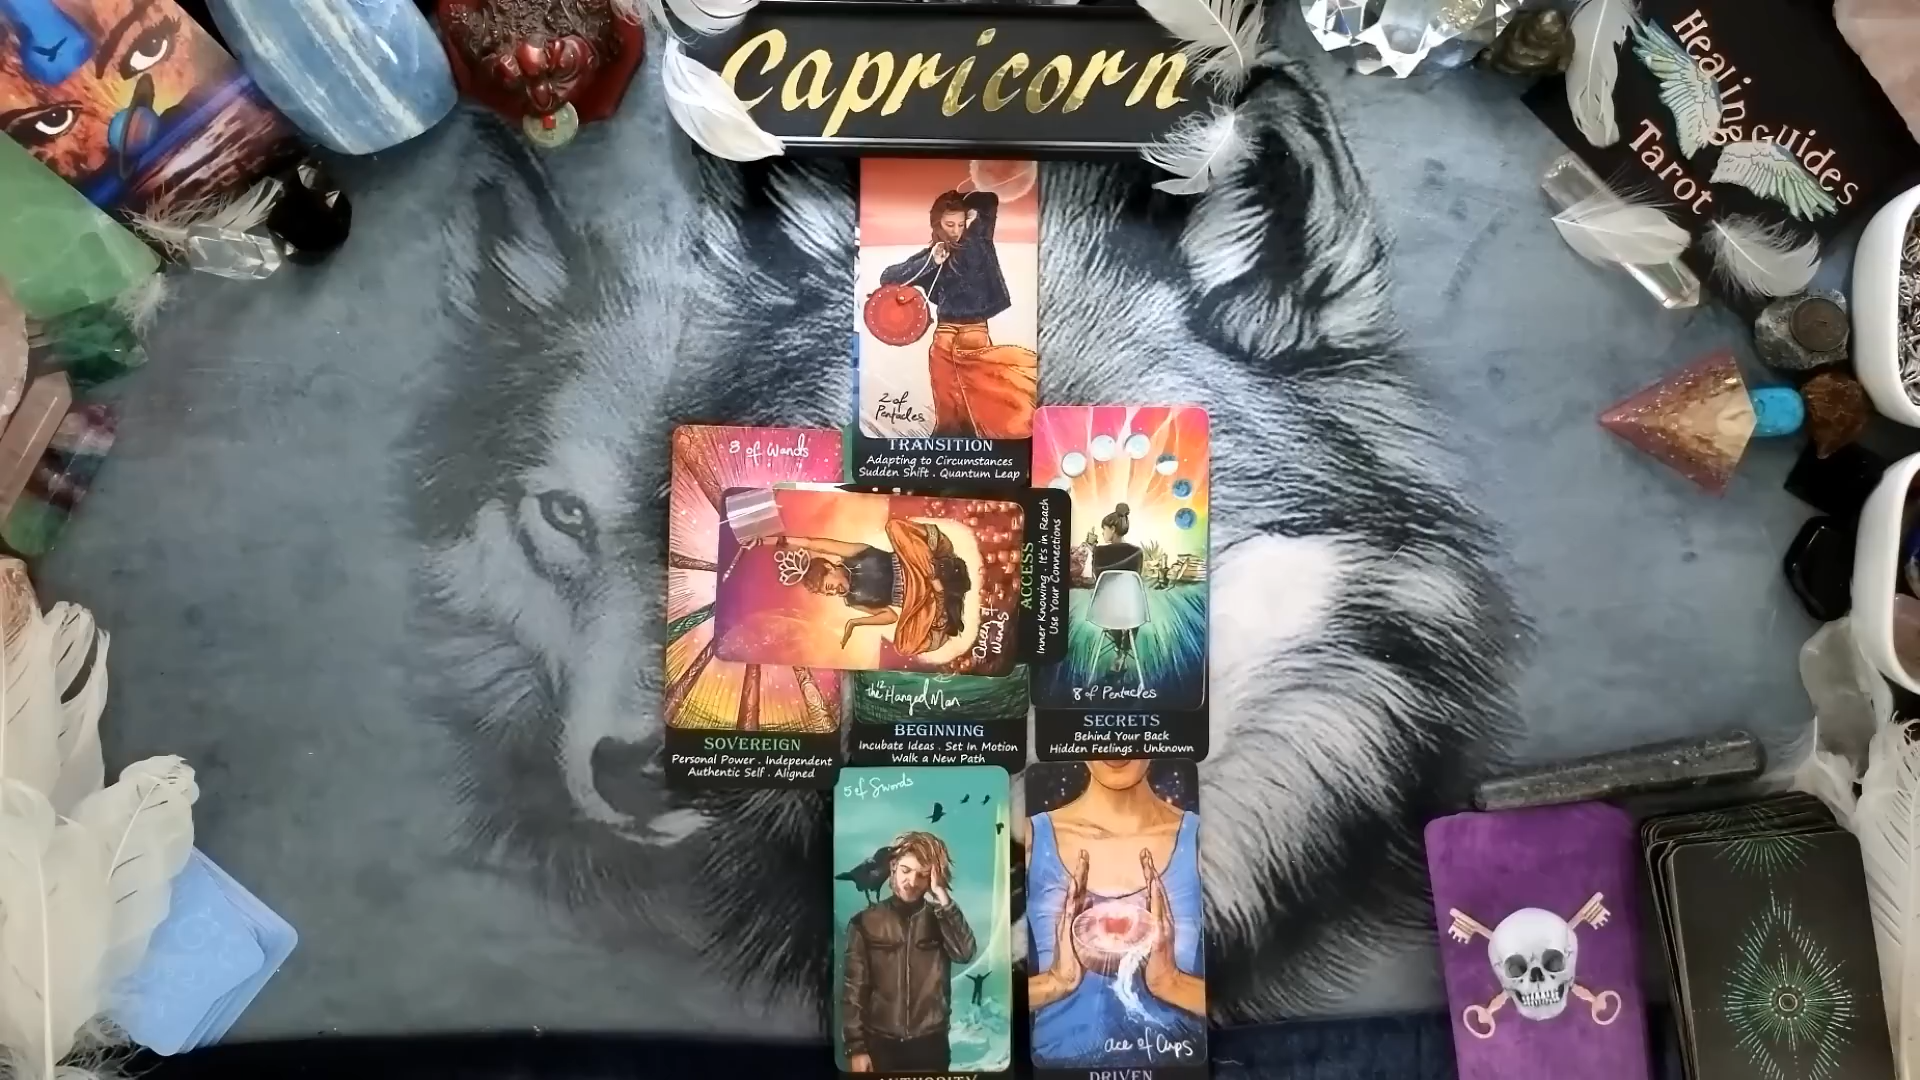 Capricorn
Healing
Guides
Tarot
2 of
Pentacles
TRANSITION
Adapting to Circumstances
Sudden Shift . Quantum Leap
8 of Wands
SOVEREIGN
Personal Power . Independent
Authentic Self . Aligned
Queen of
Wands
ACCESS
Inner Knowing . It's in Reach
Use Your Connections
12
the Hanged Man
BEGINNING
Incubate Ideas . Set In Motion
Walk a New Path
8 of Pentacles
SECRETS
Behind Your Back
Hidden Feelings . Unknown
5 of Swords
AUTHORITY
ace of Cups
DRIVEN